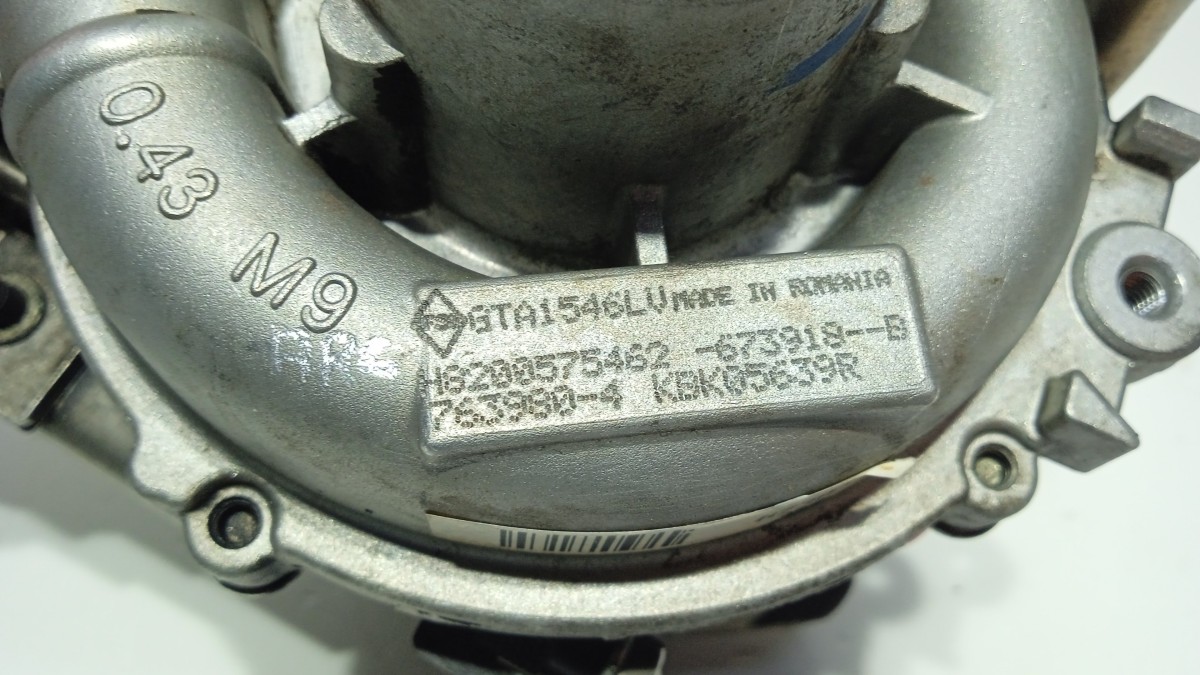 0.43 M9
GTA1546LV MADE IN ROMANIA
H8200575462 -673918--B
763980-4 KBK05639R